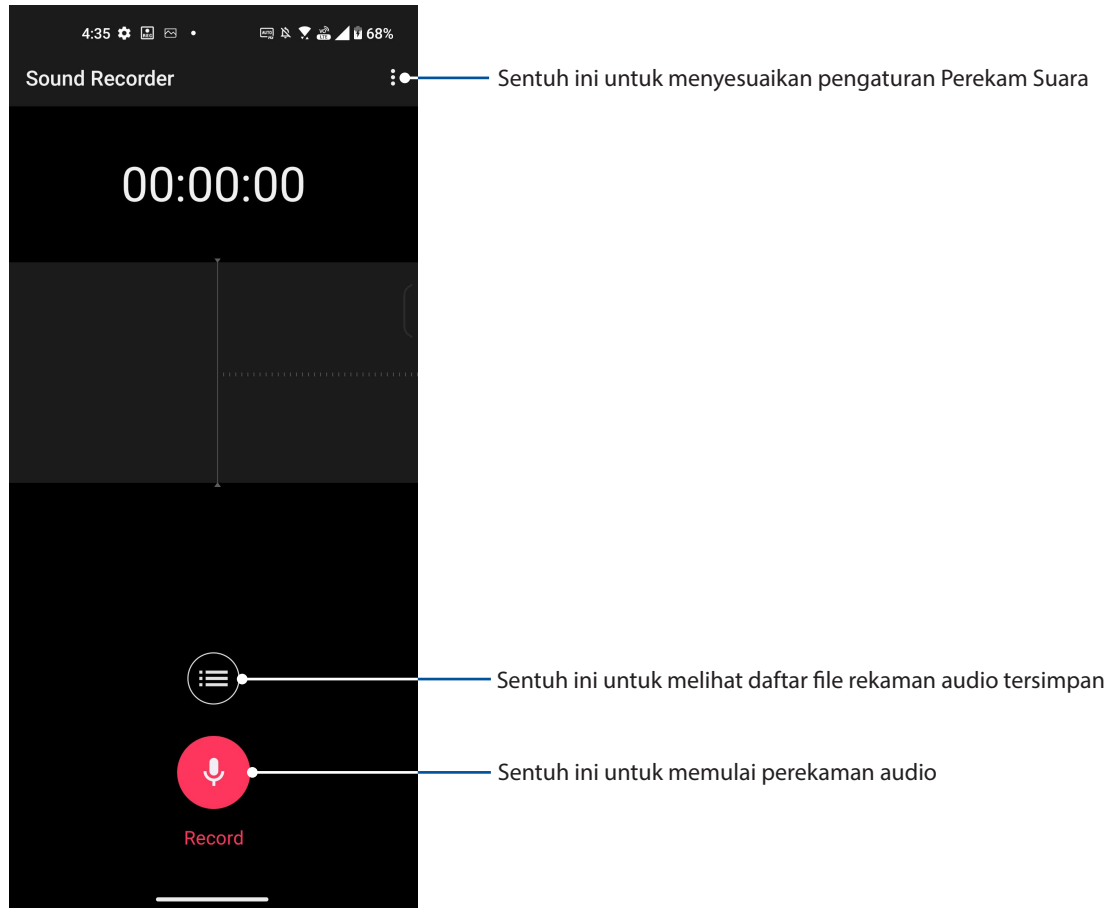 4:35 68%
Sound Recorder
Sentuh ini untuk menyesuaikan pengaturan Perekam Suara
00:00:00
Sentuh ini untuk melihat daftar file rekaman audio tersimpan
Sentuh ini untuk memulai perekaman audio
Record